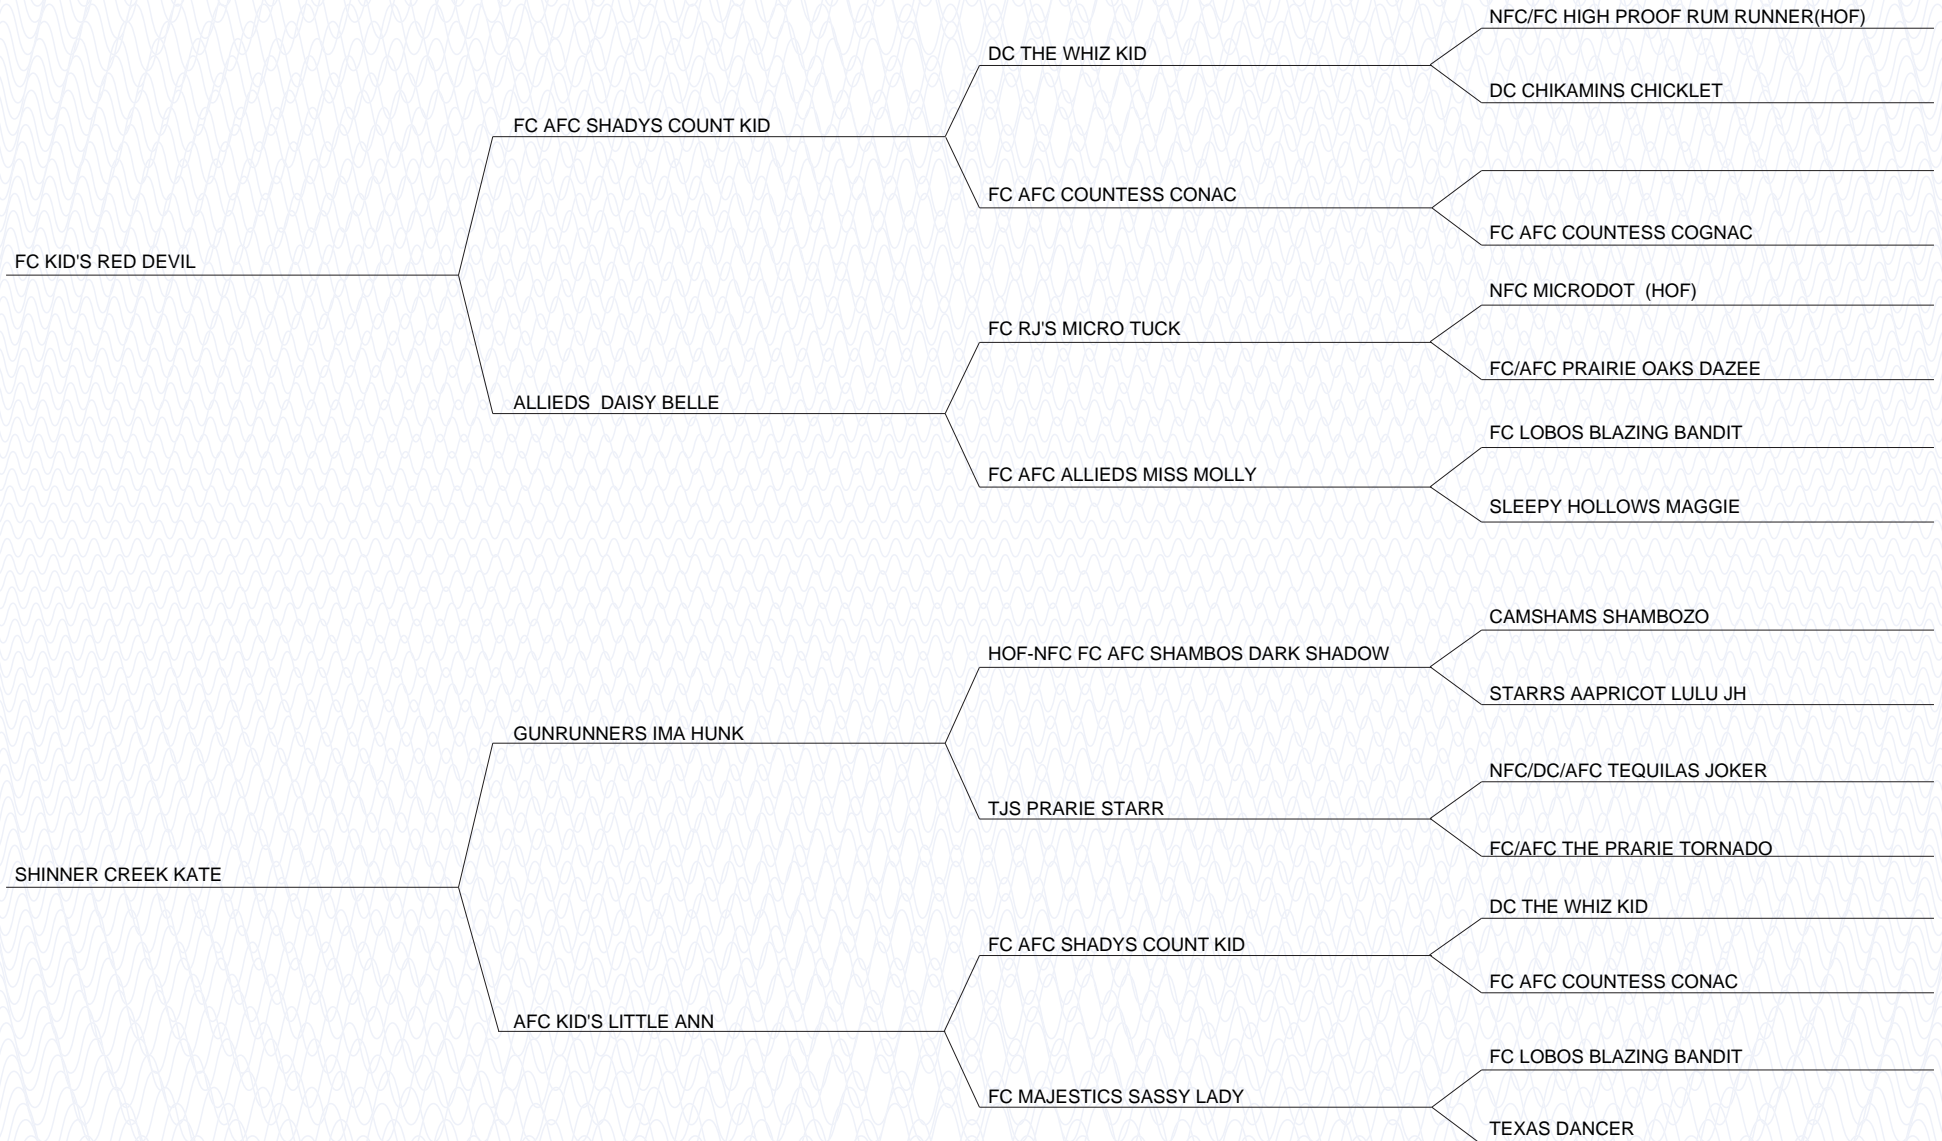 NFC/FC HIGH PROOF RUM RUNNER(HOF)
DC THE WHIZ KID
DC CHIKAMINS CHICKLET
FC AFC SHADYS COUNT KID
FC AFC COUNTESS CONAC
FC AFC COUNTESS COGNAC
FC KID'S RED DEVIL
NFC MICRODOT  (HOF)
FC RJ'S MICRO TUCK
FC/AFC PRAIRIE OAKS DAZEE
ALLIEDS  DAISY BELLE
FC LOBOS BLAZING BANDIT
FC AFC ALLIEDS MISS MOLLY
SLEEPY HOLLOWS MAGGIE
CAMSHAMS SHAMBOZO
HOF-NFC FC AFC SHAMBOS DARK SHADOW
STARRS AAPRICOT LULU JH
GUNRUNNERS IMA HUNK
NFC/DC/AFC TEQUILAS JOKER
TJS PRARIE STARR
FC/AFC THE PRARIE TORNADO
SHINNER CREEK KATE
DC THE WHIZ KID
FC AFC SHADYS COUNT KID
FC AFC COUNTESS CONAC
AFC KID'S LITTLE ANN
FC LOBOS BLAZING BANDIT
FC MAJESTICS SASSY LADY
TEXAS DANCER